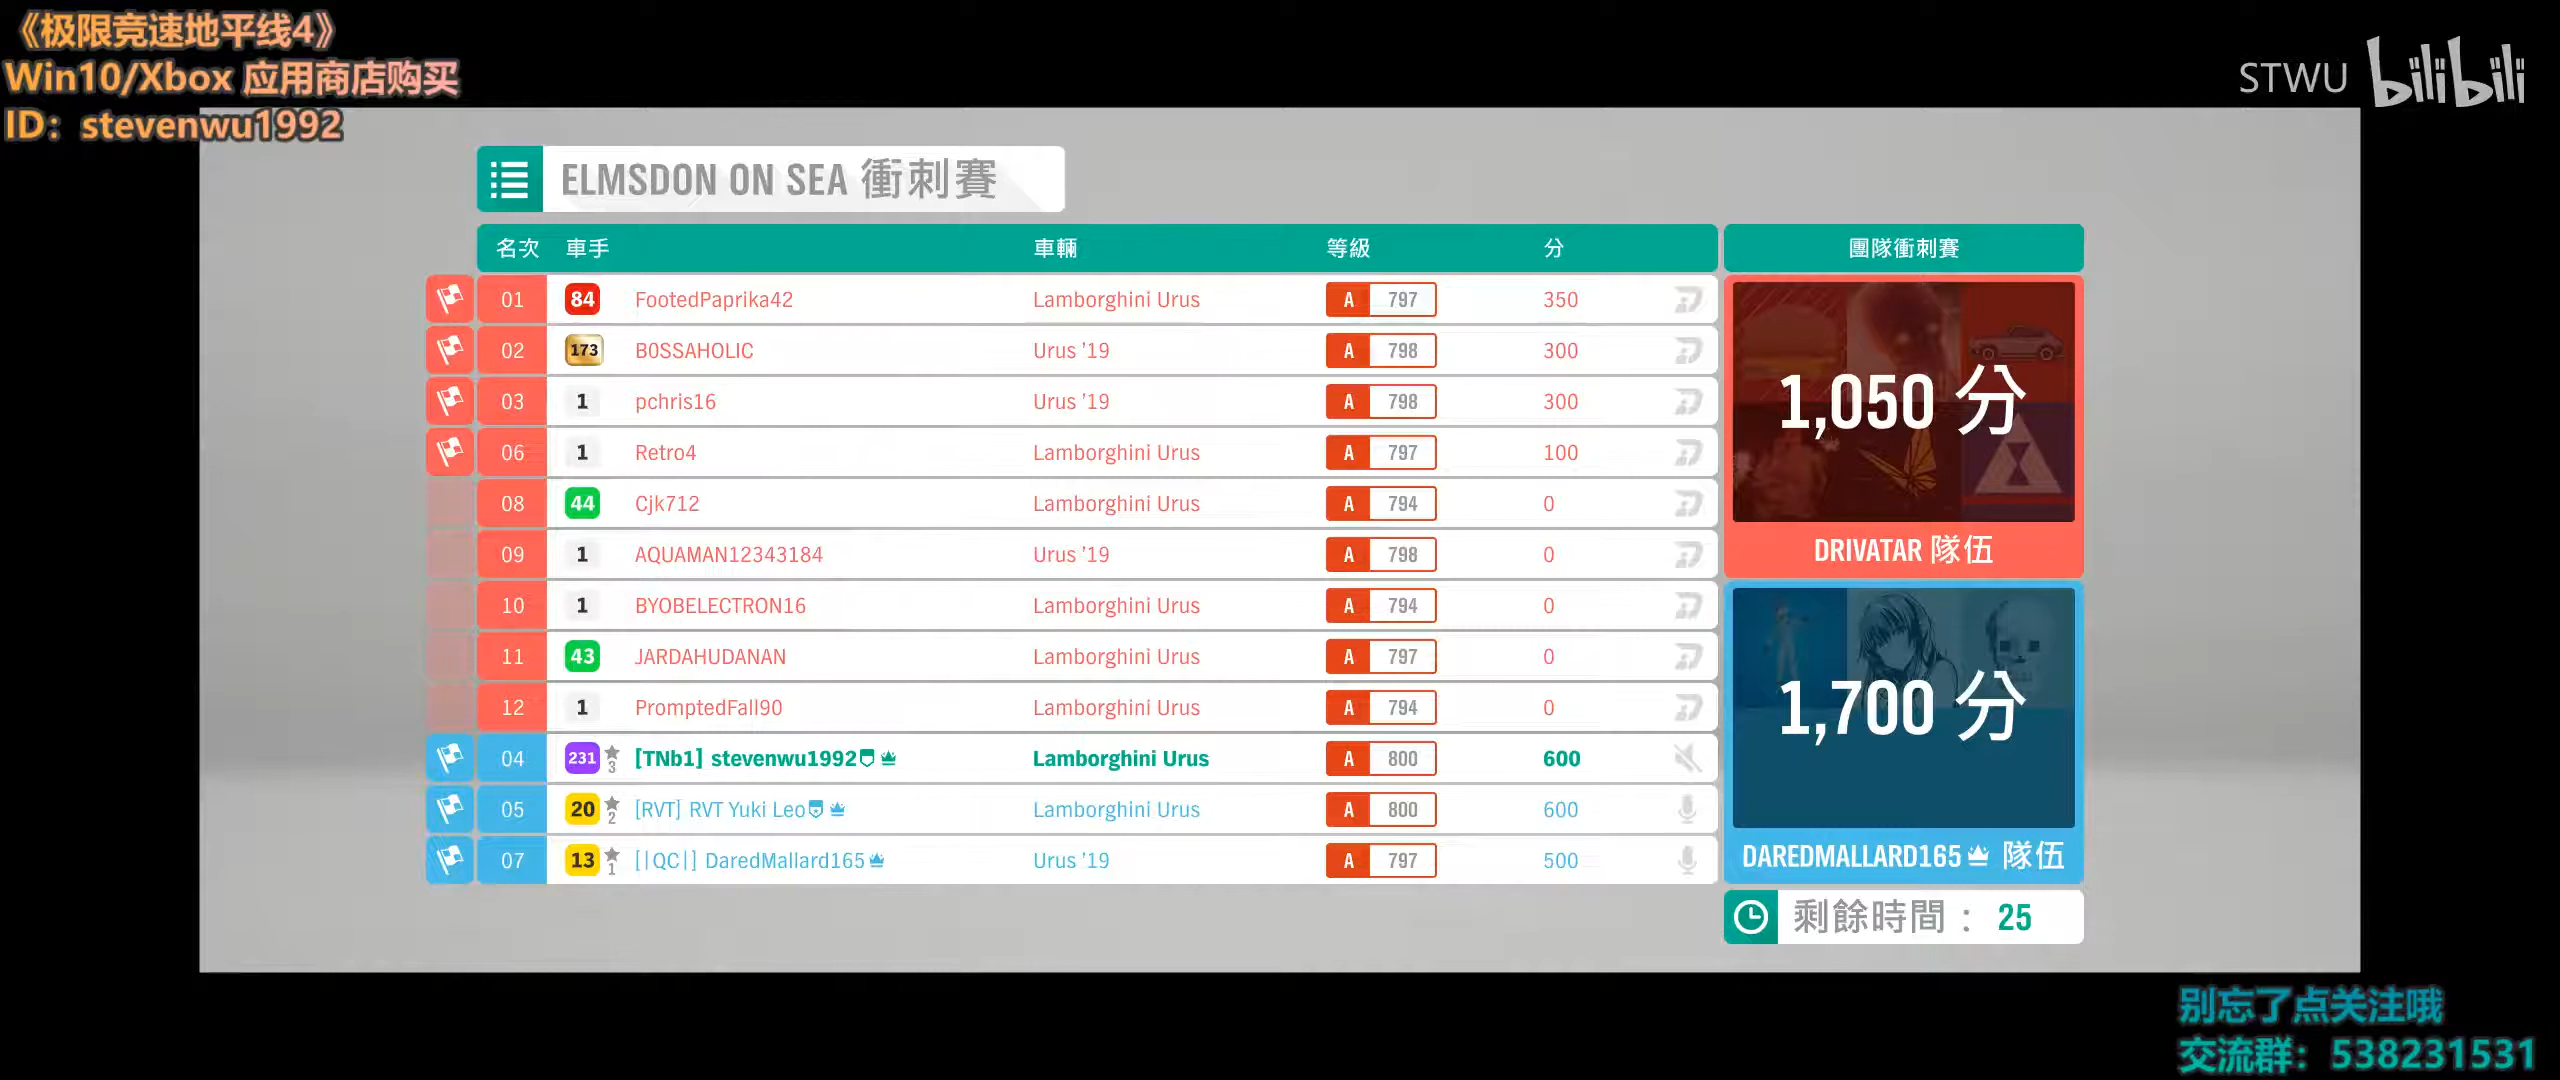 《极限竞速地平线4》
Win10/Xbox 应用商店购买
ID：stevenwu1992
STWU bilibili
ELMSDON ON SEA 衝刺賽
名次 車手 車輛 等級 分 團隊衝刺賽
01 84 FootedPaprika42 Lamborghini Urus A 797 350
02 173 B0SSAHOLIC Urus ’19 A 798 300
03 1 pchris16 Urus ’19 A 798 300
06 1 Retro4 Lamborghini Urus A 797 100
08 44 Cjk712 Lamborghini Urus A 794 0
09 1 AQUAMAN12343184 Urus ’19 A 798 0
10 1 BYOBELECTRON16 Lamborghini Urus A 794 0
11 43 JARDAHUDANAN Lamborghini Urus A 797 0
12 1 PromptedFall90 Lamborghini Urus A 794 0
04 231 3 [TNb1] stevenwu1992 Lamborghini Urus A 800 600
05 20 2 [RVT] RVT Yuki Leo Lamborghini Urus A 800 600
07 13 1 [|QC|] DaredMallard165 Urus ’19 A 797 500
1,050 分
DRIVATAR 隊伍
1,700 分
DAREDMALLARD165 隊伍
剩餘時間： 25
别忘了点关注哦
交流群：538231531